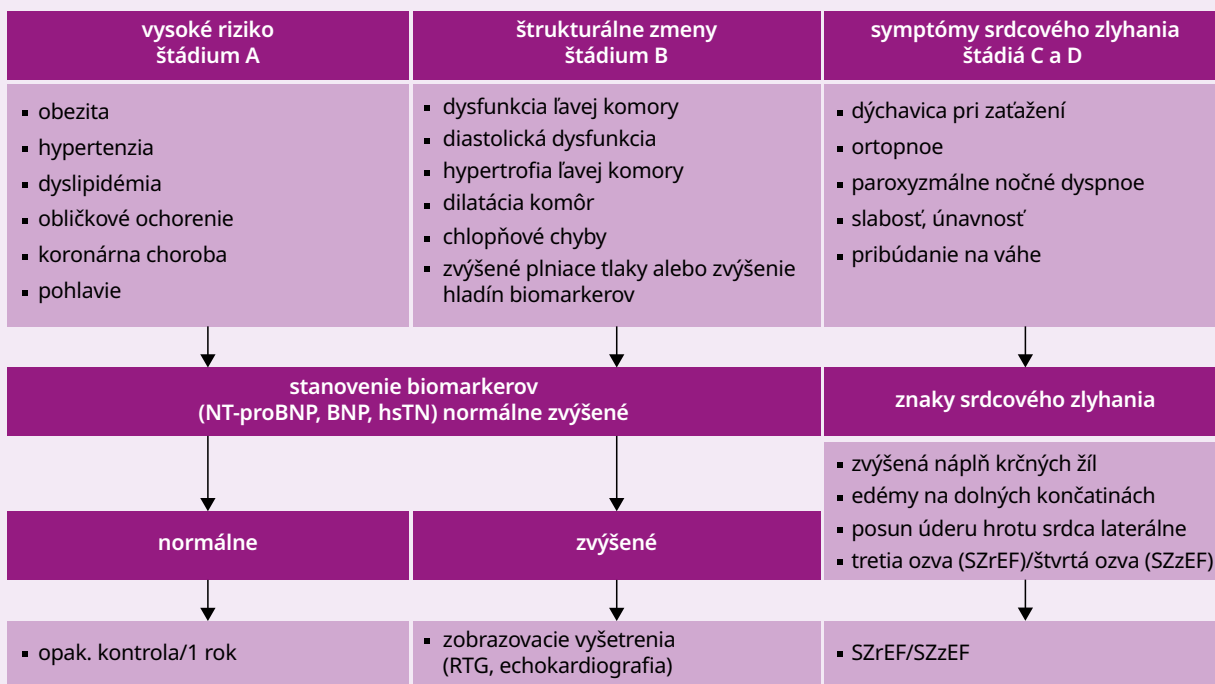 vysoké riziko
štádium A
štrukturálne zmeny
štádium B
symptómy srdcového zlyhania
štádiá C a D
▪ obezita
▪ hypertenzia
▪ dyslipidémia
▪ obličkové ochorenie
▪ koronárna choroba
▪ pohlavie
▪ dysfunkcia ľavej komory
▪ diastolická dysfunkcia
▪ hypertrofia ľavej komory
▪ dilatácia komôr
▪ chlopňové chyby
▪ zvýšené plniace tlaky alebo zvýšenie
hladín biomarkerov
▪ dýchavica pri zaťažení
▪ ortopnoe
▪ paroxyzmálne nočné dyspnoe
▪ slabosť, únavnosť
▪ pribúdanie na váhe
stanovenie biomarkerov
(NT-proBNP, BNP, hsTN) normálne zvýšené
znaky srdcového zlyhania
▪ zvýšená náplň krčných žíl
▪ edémy na dolných končatinách
▪ posun úderu hrotu srdca laterálne
▪ tretia ozva (SZrEF)/štvrtá ozva (SZzEF)
normálne
zvýšené
▪ opak. kontrola/1 rok
▪ zobrazovacie vyšetrenia
(RTG, echokardiografia)
▪ SZrEF/SZzEF